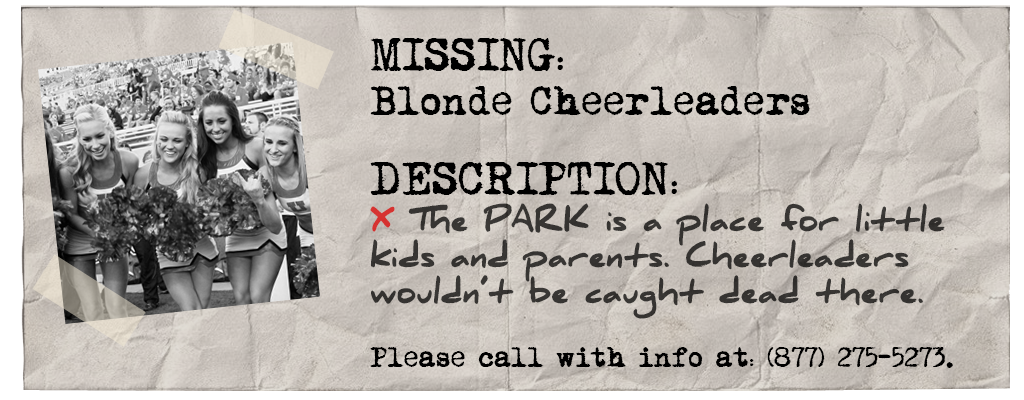 MISSING:
Blonde Cheerleaders
DESCRIPTION:
The PARK is a place for little
kids and parents. Cheerleaders
wouldn't be caught dead there.
Please call with info at: (877) 275-5273.